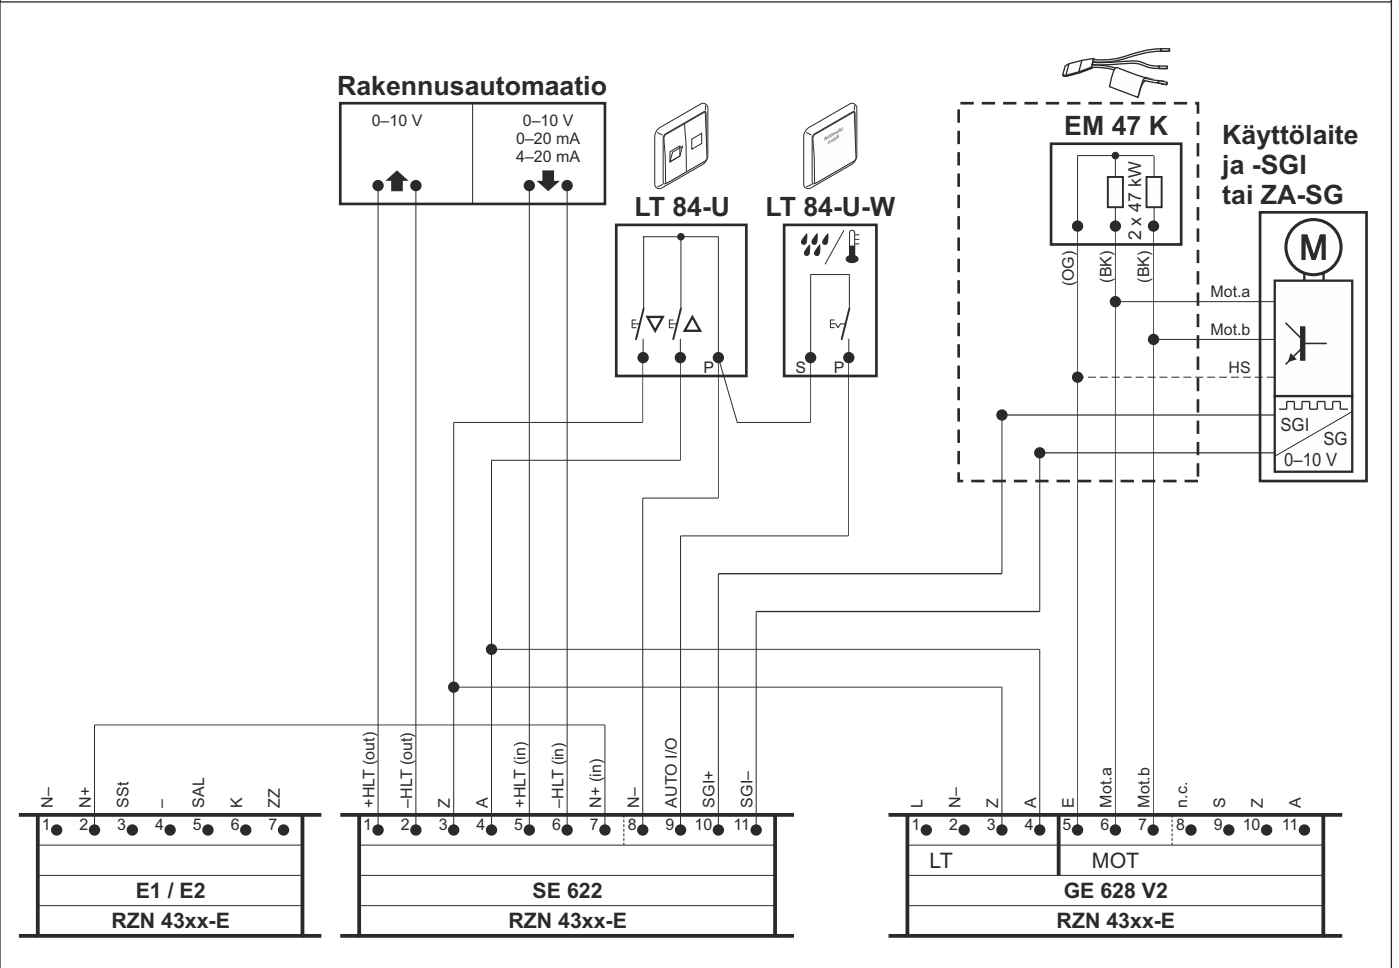 Rakennusautomaatio
0–10 V
0–10 V
0–20 mA
4–20 mA
LT 84-U
P
LT 84-U-W
S P
EM 47 K
2 x 47 kW
(OG)
(BK)
(BK)
Käyttölaite
ja -SGI
tai ZA-SG
M
Mot.a
Mot.b
HS
SGI
SG
0–10 V
N–
N+
SSt
–
SAL
K
ZZ
1 2 3 4 5 6 7
E1 / E2
RZN 43xx-E
+HLT (out)
–HLT (out)
Z
A
+HLT (in)
–HLT (in)
N+ (in)
N–
AUTO I/O
SGI+
SGI–
1 2 3 4 5 6 7 8 9 10 11
SE 622
RZN 43xx-E
L
N–
Z
A
E
Mot.a
Mot.b
n.c.
S
Z
A
1 2 3 4 5 6 7 8 9 10 11
LT MOT
GE 628 V2
RZN 43xx-E